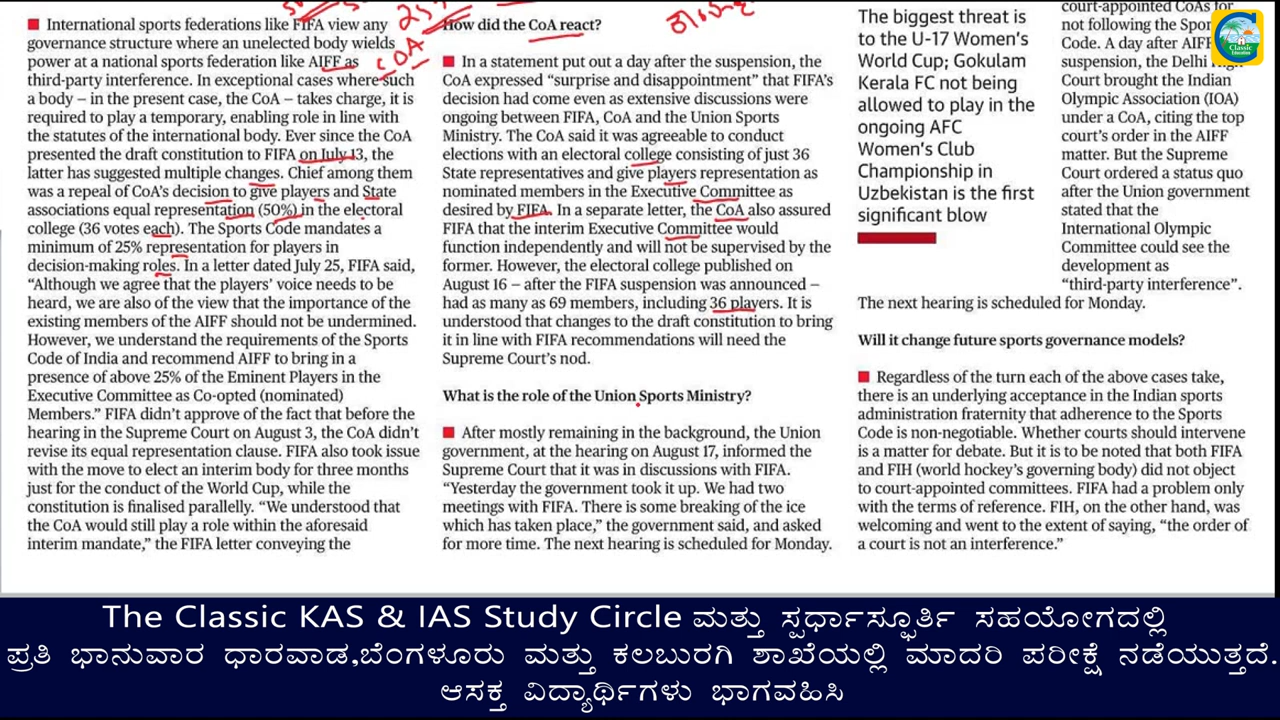 ■ International sports federations like FIFA view any
governance structure where an unelected body wields
power at a national sports federation like AIFF as
third-party interference. In exceptional cases where such
a body – in the present case, the CoA – takes charge, it is
required to play a temporary, enabling role in line with
the statutes of the international body. Ever since the CoA
presented the draft constitution to FIFA on July 13, the
latter has suggested multiple changes. Chief among them
was a repeal of CoA's decision to give players and State
associations equal representation (50%) in the electoral
college (36 votes each). The Sports Code mandates a
minimum of 25% representation for players in
decision-making roles. In a letter dated July 25, FIFA said,
“Although we agree that the players' voice needs to be
heard, we are also of the view that the importance of the
existing members of the AIFF should not be undermined.
However, we understand the requirements of the Sports
Code of India and recommend AIFF to bring in a
presence of above 25% of the Eminent Players in the
Executive Committee as Co-opted (nominated)
Members.” FIFA didn't approve of the fact that before the
hearing in the Supreme Court on August 3, the CoA didn't
revise its equal representation clause. FIFA also took issue
with the move to elect an interim body for three months
just for the conduct of the World Cup, while the
constitution is finalised parallelly. “We understood that
the CoA would still play a role within the aforesaid
interim mandate,” the FIFA letter conveying the
COA
How did the CoA react?
■ In a statement put out a day after the suspension, the
CoA expressed “surprise and disappointment” that FIFA's
decision had come even as extensive discussions were
ongoing between FIFA, CoA and the Union Sports
Ministry. The CoA said it was agreeable to conduct
elections with an electoral college consisting of just 36
State representatives and give players representation as
nominated members in the Executive Committee as
desired by FIFA. In a separate letter, the CoA also assured
FIFA that the interim Executive Committee would
function independently and will not be supervised by the
former. However, the electoral college published on
August 16 – after the FIFA suspension was announced –
had as many as 69 members, including 36 players. It is
understood that changes to the draft constitution to bring
it in line with FIFA recommendations will need the
Supreme Court's nod.
What is the role of the Union Sports Ministry?
■ After mostly remaining in the background, the Union
government, at the hearing on August 17, informed the
Supreme Court that it was in discussions with FIFA.
“Yesterday the government took it up. We had two
meetings with FIFA. There is some breaking of the ice
which has taken place,” the government said, and asked
for more time. The next hearing is scheduled for Monday.
The biggest threat is
to the U-17 Women's
World Cup; Gokulam
Kerala FC not being
allowed to play in the
ongoing AFC
Women's Club
Championship in
Uzbekistan is the first
significant blow
court-appointed CoAs for
not following the
Code. A day after AIFF
suspension, the Delhi
Court brought the Indian
Olympic Association (IOA)
under a CoA, citing the top
court's order in the AIFF
matter. But the Supreme
Court ordered a status quo
after the Union government
stated that the
International Olympic
Committee could see the
development as
“third-party interference”.
The next hearing is scheduled for Monday.
Will it change future sports governance models?
■ Regardless of the turn each of the above cases take,
there is an underlying acceptance in the Indian sports
administration fraternity that adherence to the Sports
Code is non-negotiable. Whether courts should intervene
is a matter for debate. But it is to be noted that both FIFA
and FIH (world hockey's governing body) did not object
to court-appointed committees. FIFA had a problem only
with the terms of reference. FIH, on the other hand, was
welcoming and went to the extent of saying, “the order of
a court is not an interference.”
Classic
Education
The Classic KAS & IAS Study Circle ಮತ್ತು ಸ್ಪರ್ಧಾಸ್ಫೂರ್ತಿ ಸಹಯೋಗದಲ್ಲಿ
ಪ್ರತಿ ಭಾನುವಾರ ಧಾರವಾಡ,ಬೆಂಗಳೂರು ಮತ್ತು ಕಲಬುರಗಿ ಶಾಖೆಯಲ್ಲಿ ಮಾದರಿ ಪರೀಕ್ಷೆ ನಡೆಯುತ್ತದೆ.
ಆಸಕ್ತ ವಿದ್ಯಾರ್ಥಿಗಳು ಭಾಗವಹಿಸಿ